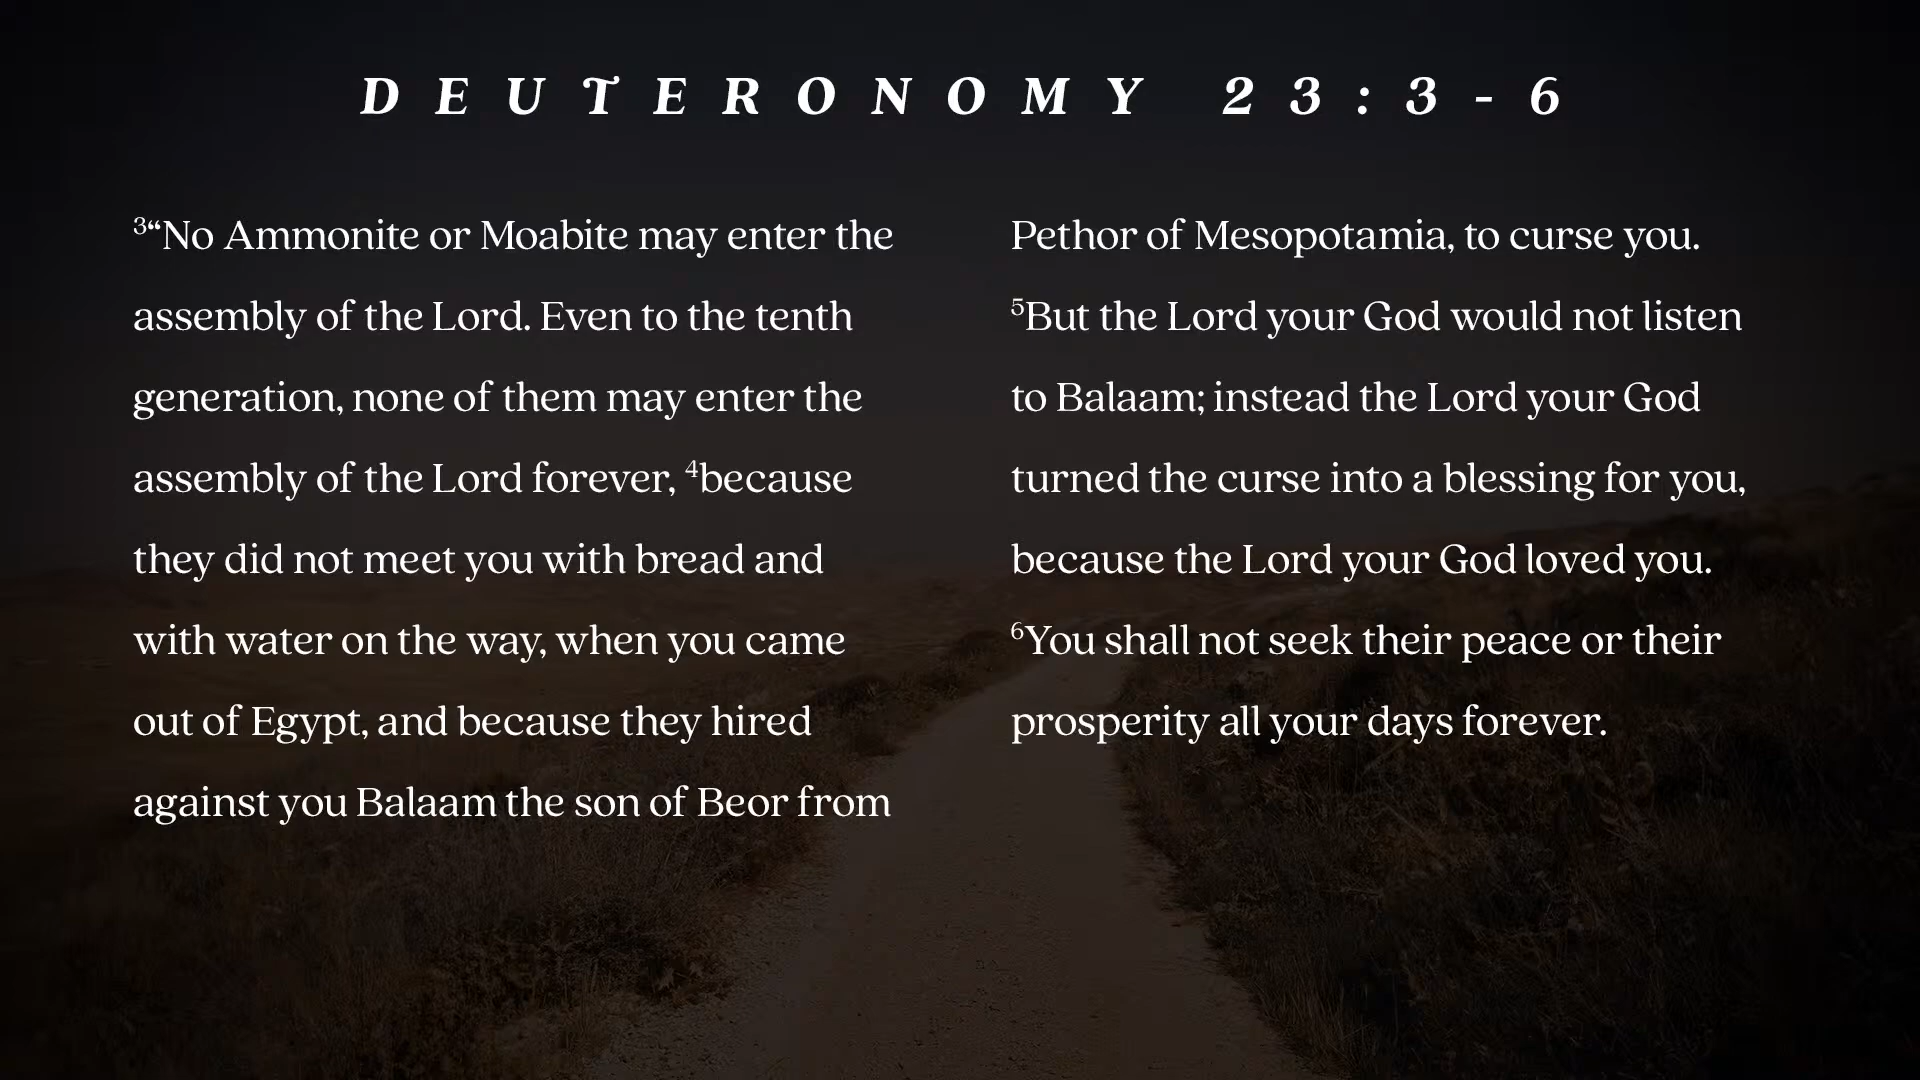 DEUTERONOMY 23:3-6
³“No Ammonite or Moabite may enter the
assembly of the Lord. Even to the tenth
generation, none of them may enter the
assembly of the Lord forever, ⁴because
they did not meet you with bread and
with water on the way, when you came
out of Egypt, and because they hired
against you Balaam the son of Beor from
Pethor of Mesopotamia, to curse you.
⁵But the Lord your God would not listen
to Balaam; instead the Lord your God
turned the curse into a blessing for you,
because the Lord your God loved you.
⁶You shall not seek their peace or their
prosperity all your days forever.